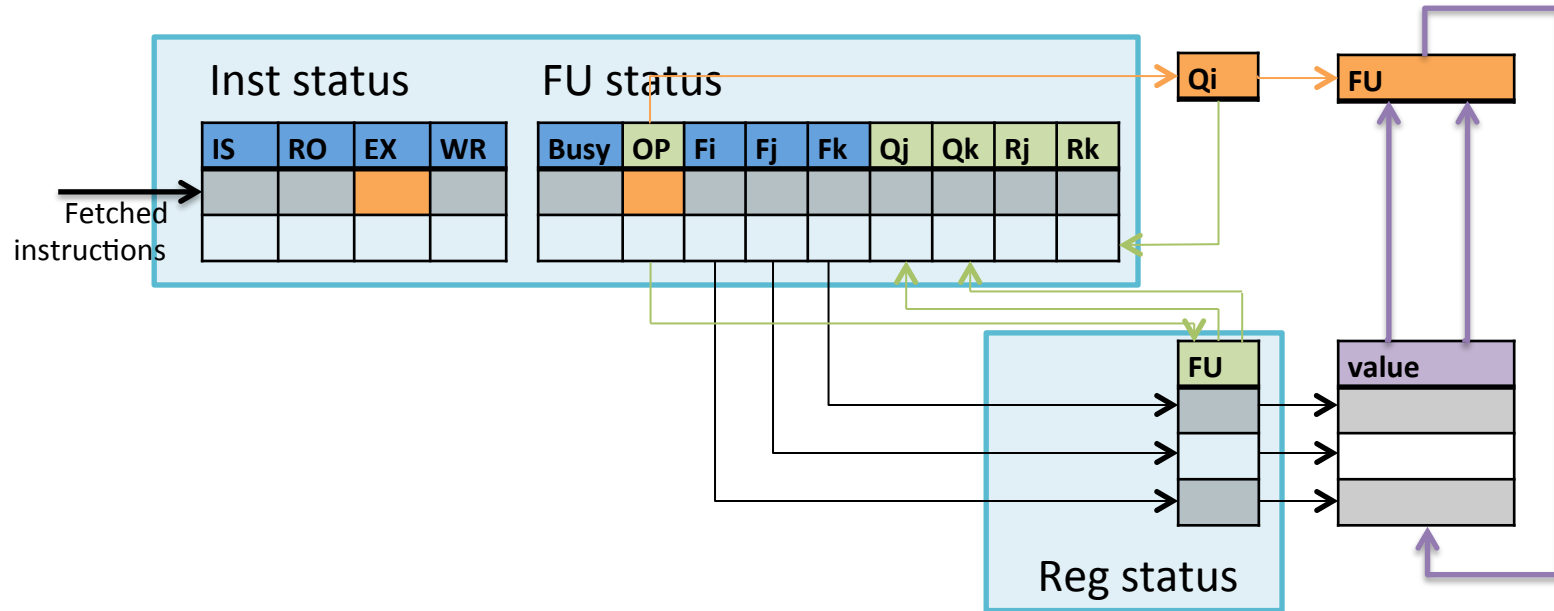 Inst status
FU status
Qi
FU
IS RO EX WR
Busy OP Fi Fj Fk Qj Qk Rj Rk
Fetched
instructions
FU
value
Reg status